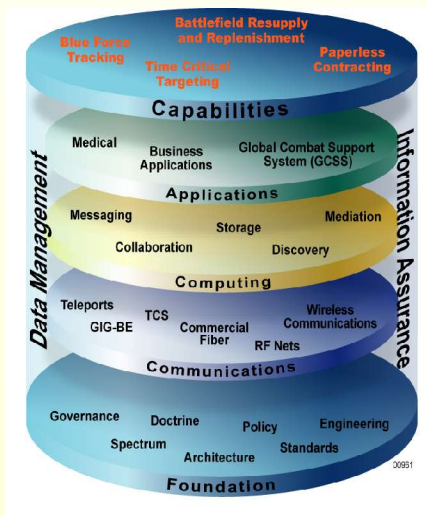 Battlefield Resupply
and Replenishment
Blue Force
Tracking
Paperless
Contracting
Time Critical
Targeting
Capabilities
Medical
Business
Applications
Global Combat Support
System (GCSS)
Applications
Messaging
Storage
Mediation
Collaboration
Discovery
Computing
Teleports
TCS
Wireless
Communications
GIG-BE
Commercial
Fiber
RF Nets
Communications
Governance
Doctrine
Policy
Engineering
Spectrum
Architecture
Standards
Foundation
Data Management
Information Assurance
00961